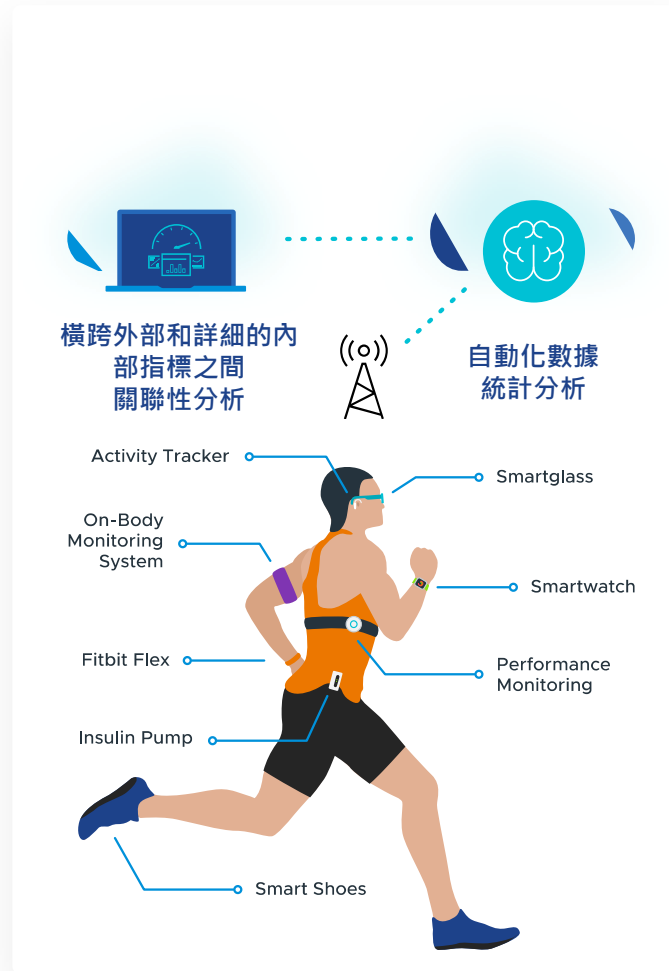 橫跨外部和詳細的內
部指標之間
關聯性分析
自動化數據
統計分析
Activity Tracker
Smartglass
On-Body
Monitoring
System
Smartwatch
Fitbit Flex
Performance
Monitoring
Insulin Pump
Smart Shoes